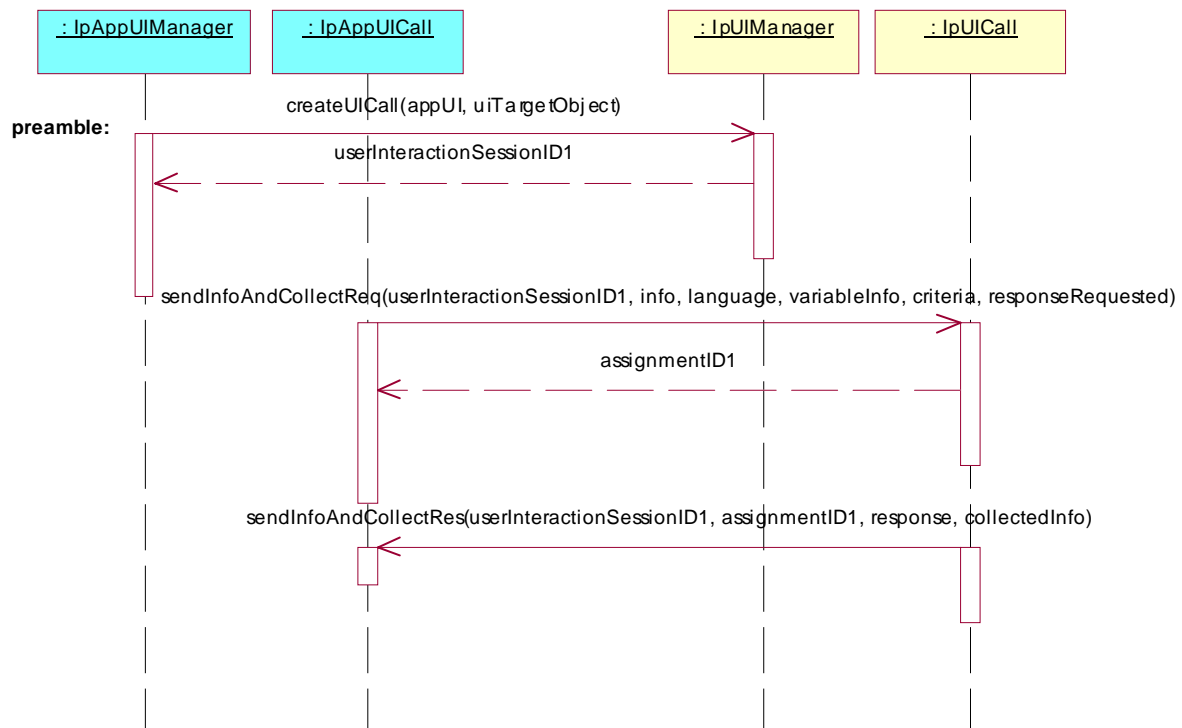 : IpAppUIManager
: IpAppUICall
: IpUIManager
: IpUICall
createUICall(appUI, uiTargetObject)
preamble:
userInteractionSessionID1
sendInfoAndCollectReq(userInteractionSessionID1, info, language, variableInfo, criteria, responseRequested)
assignmentID1
sendInfoAndCollectRes(userInteractionSessionID1, assignmentID1, response, collectedInfo)